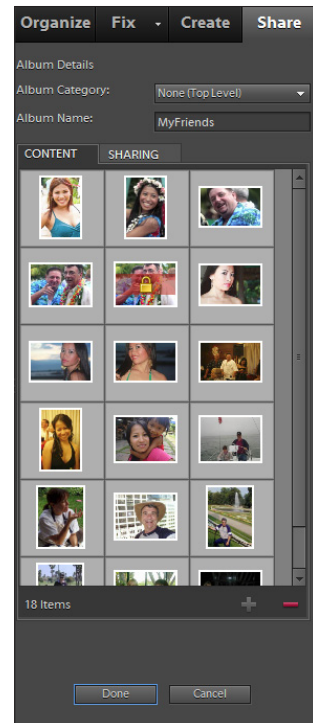 Organize Fix - Create Share
Album Details
Album Category: None (Top Level)
Album Name: MyFriends
CONTENT SHARING
18 Items
Done Cancel